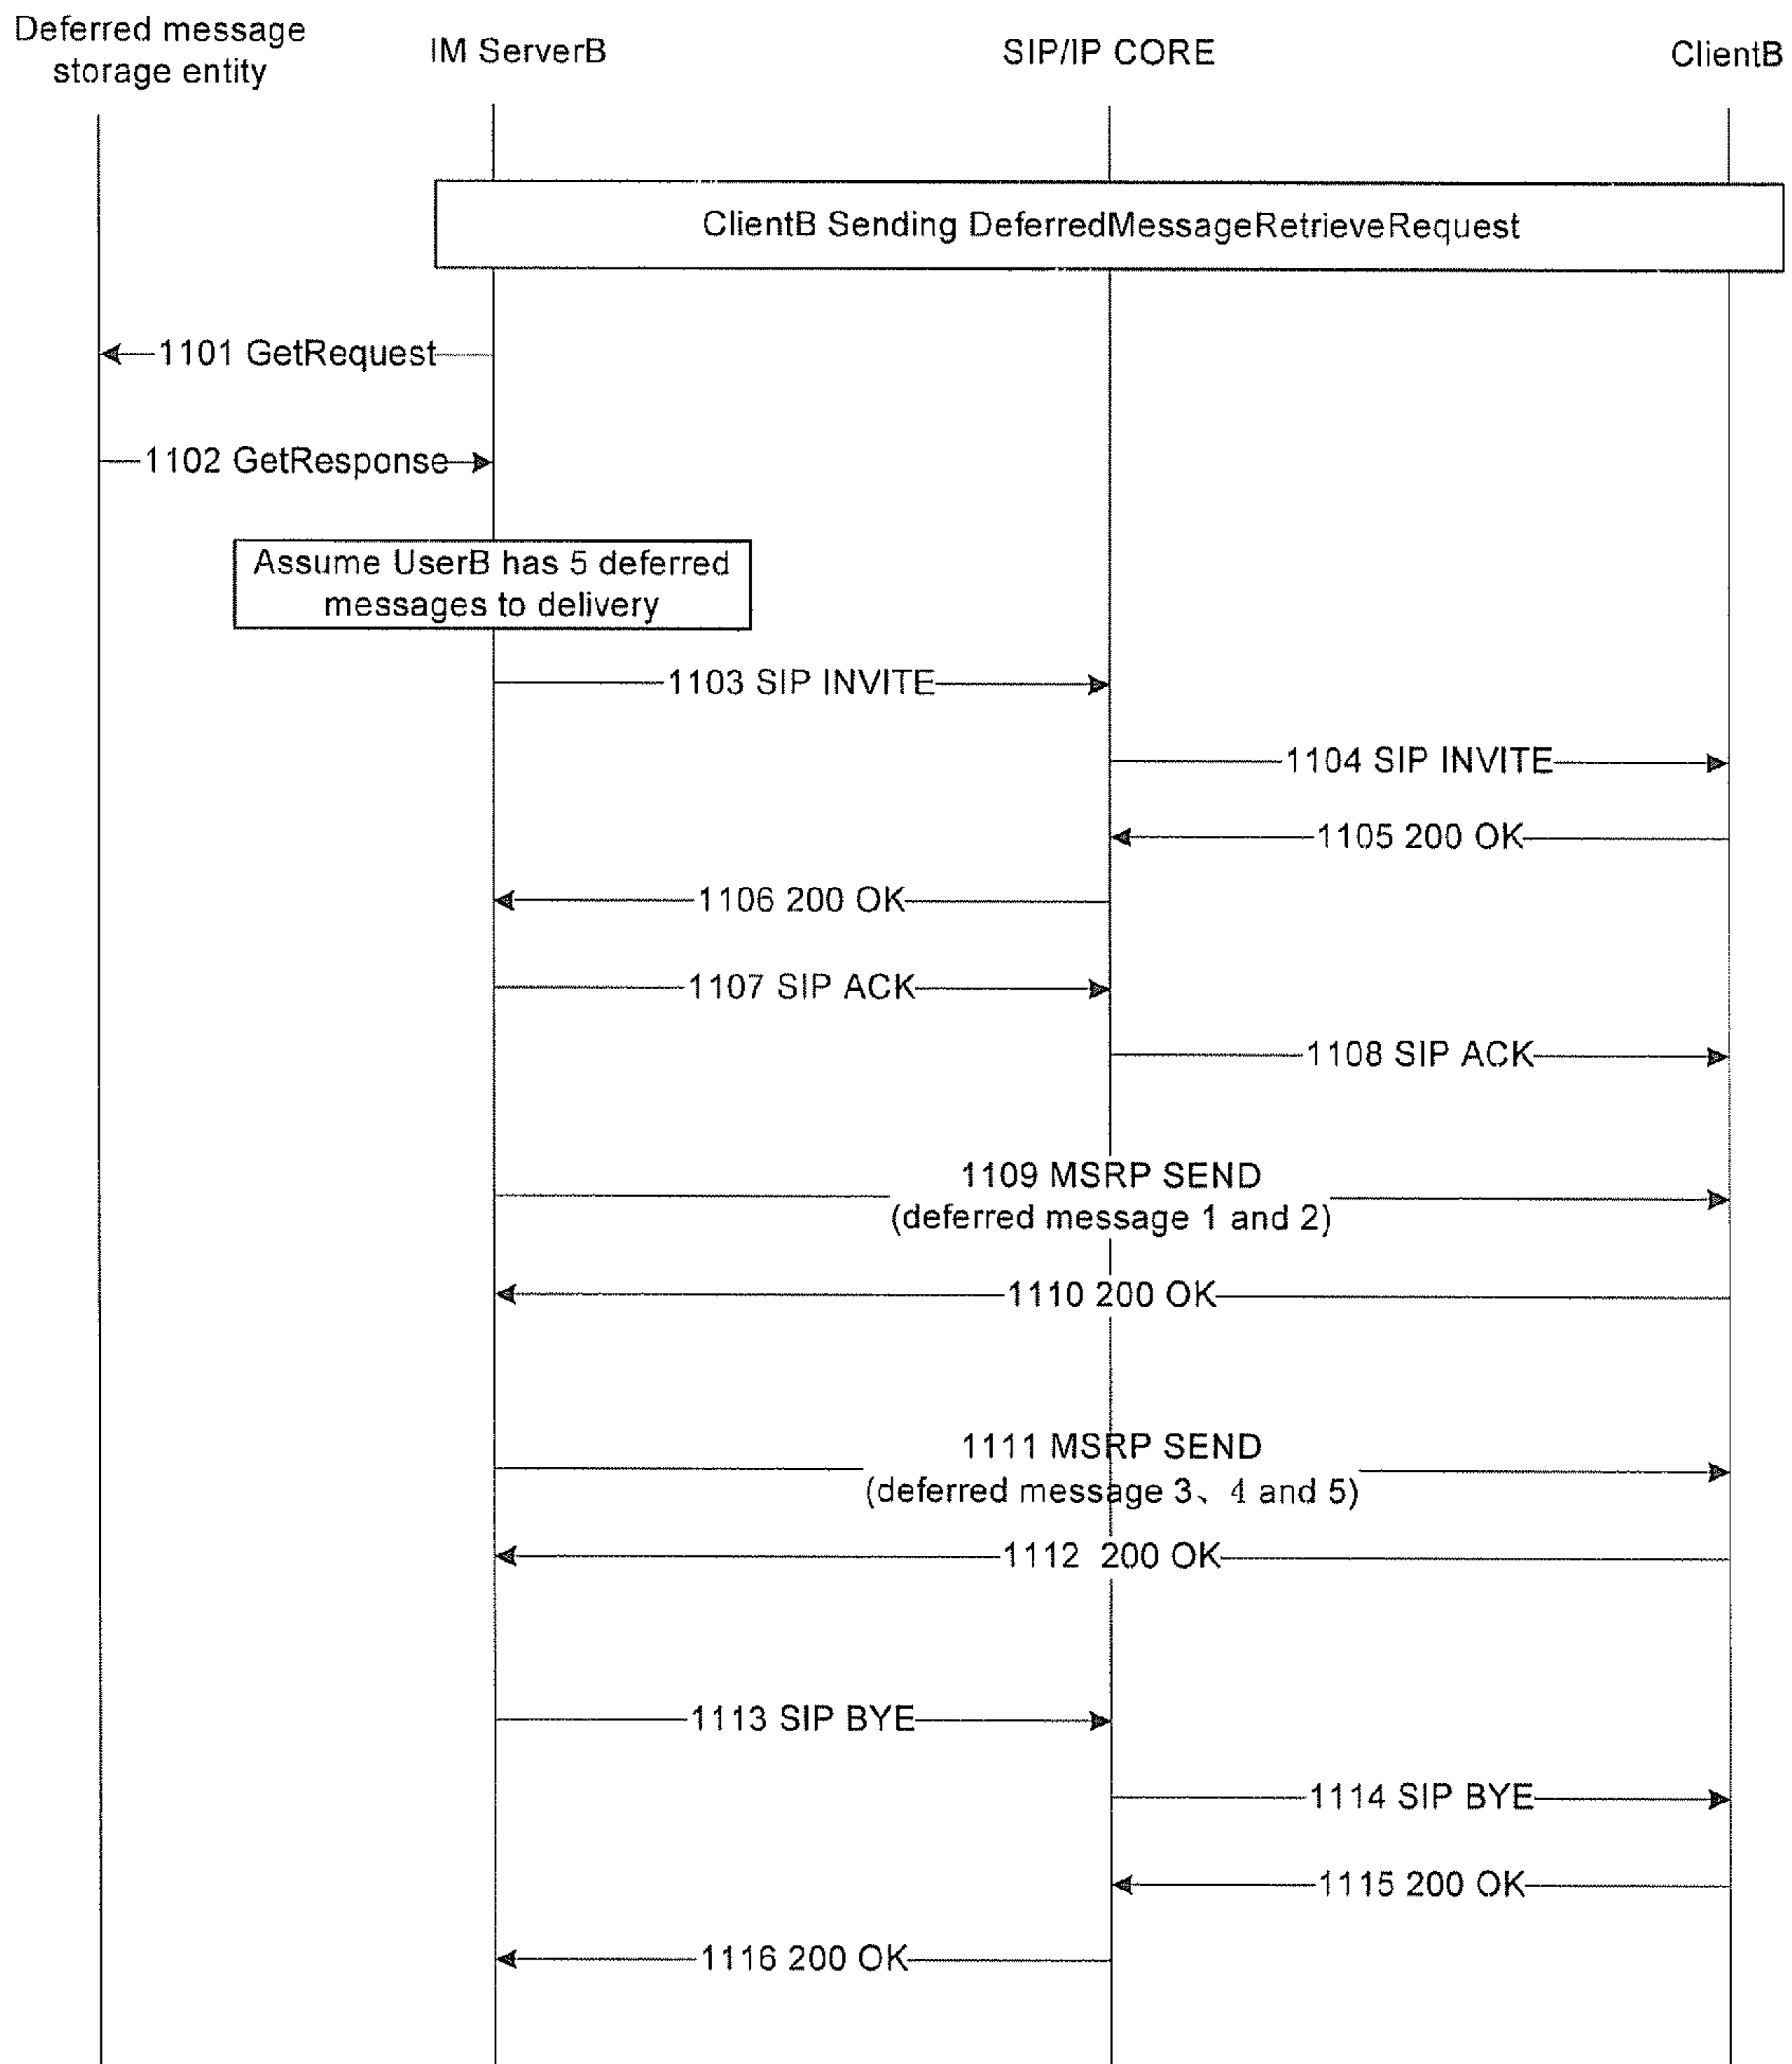 Deferred message
storage entity
IM ServerB
SIP/IP CORE
ClientB
ClientB Sending DeferredMessageRetrieveRequest
1101 GetRequest
1102 GetResponse
Assume UserB has 5 deferred
messages to delivery
1103 SIP INVITE
1104 SIP INVITE
1105 200 OK
1106 200 OK
1107 SIP ACK
1108 SIP ACK
1109 MSRP SEND
(deferred message 1 and 2)
1110 200 OK
1111 MSRP SEND
(deferred message 3、4 and 5)
1112 200 OK
1113 SIP BYE
1114 SIP BYE
1115 200 OK
1116 200 OK